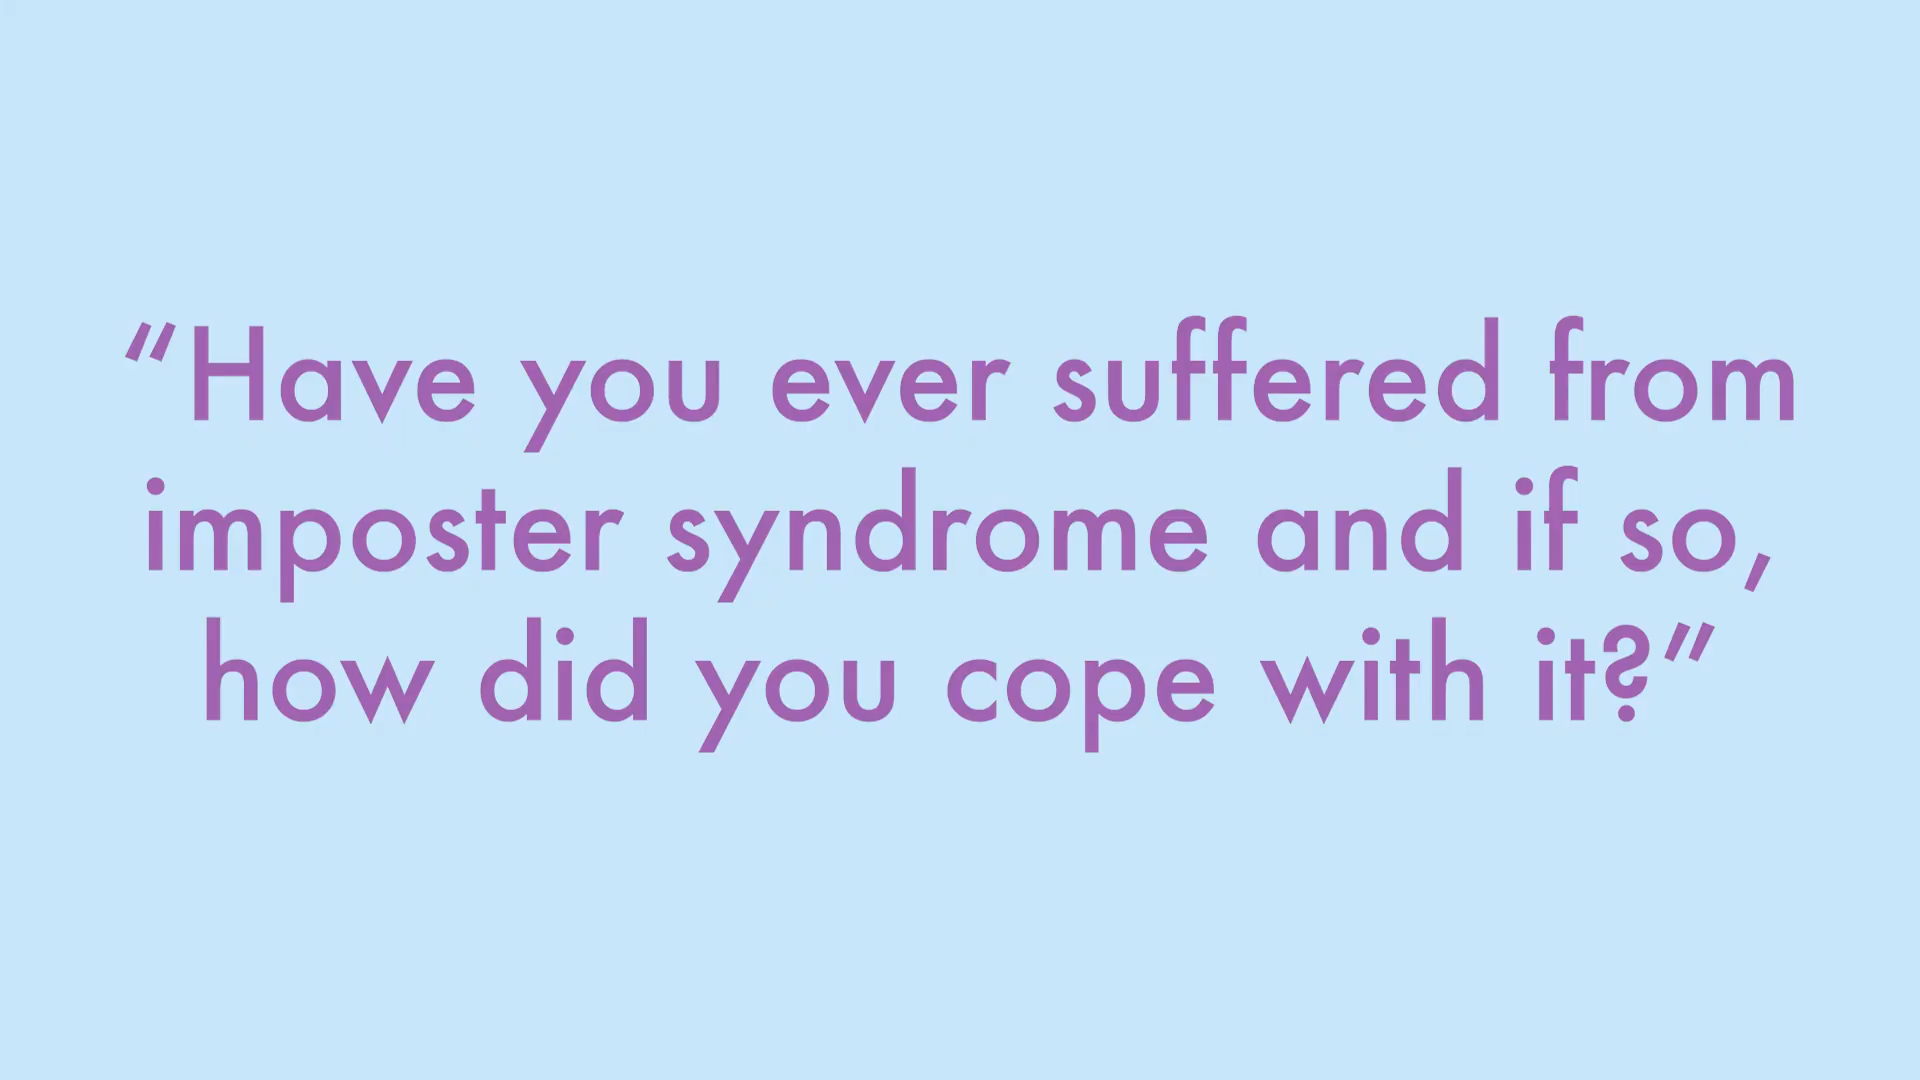 “Have you ever suffered from
imposter syndrome and if so,
how did you cope with it?”